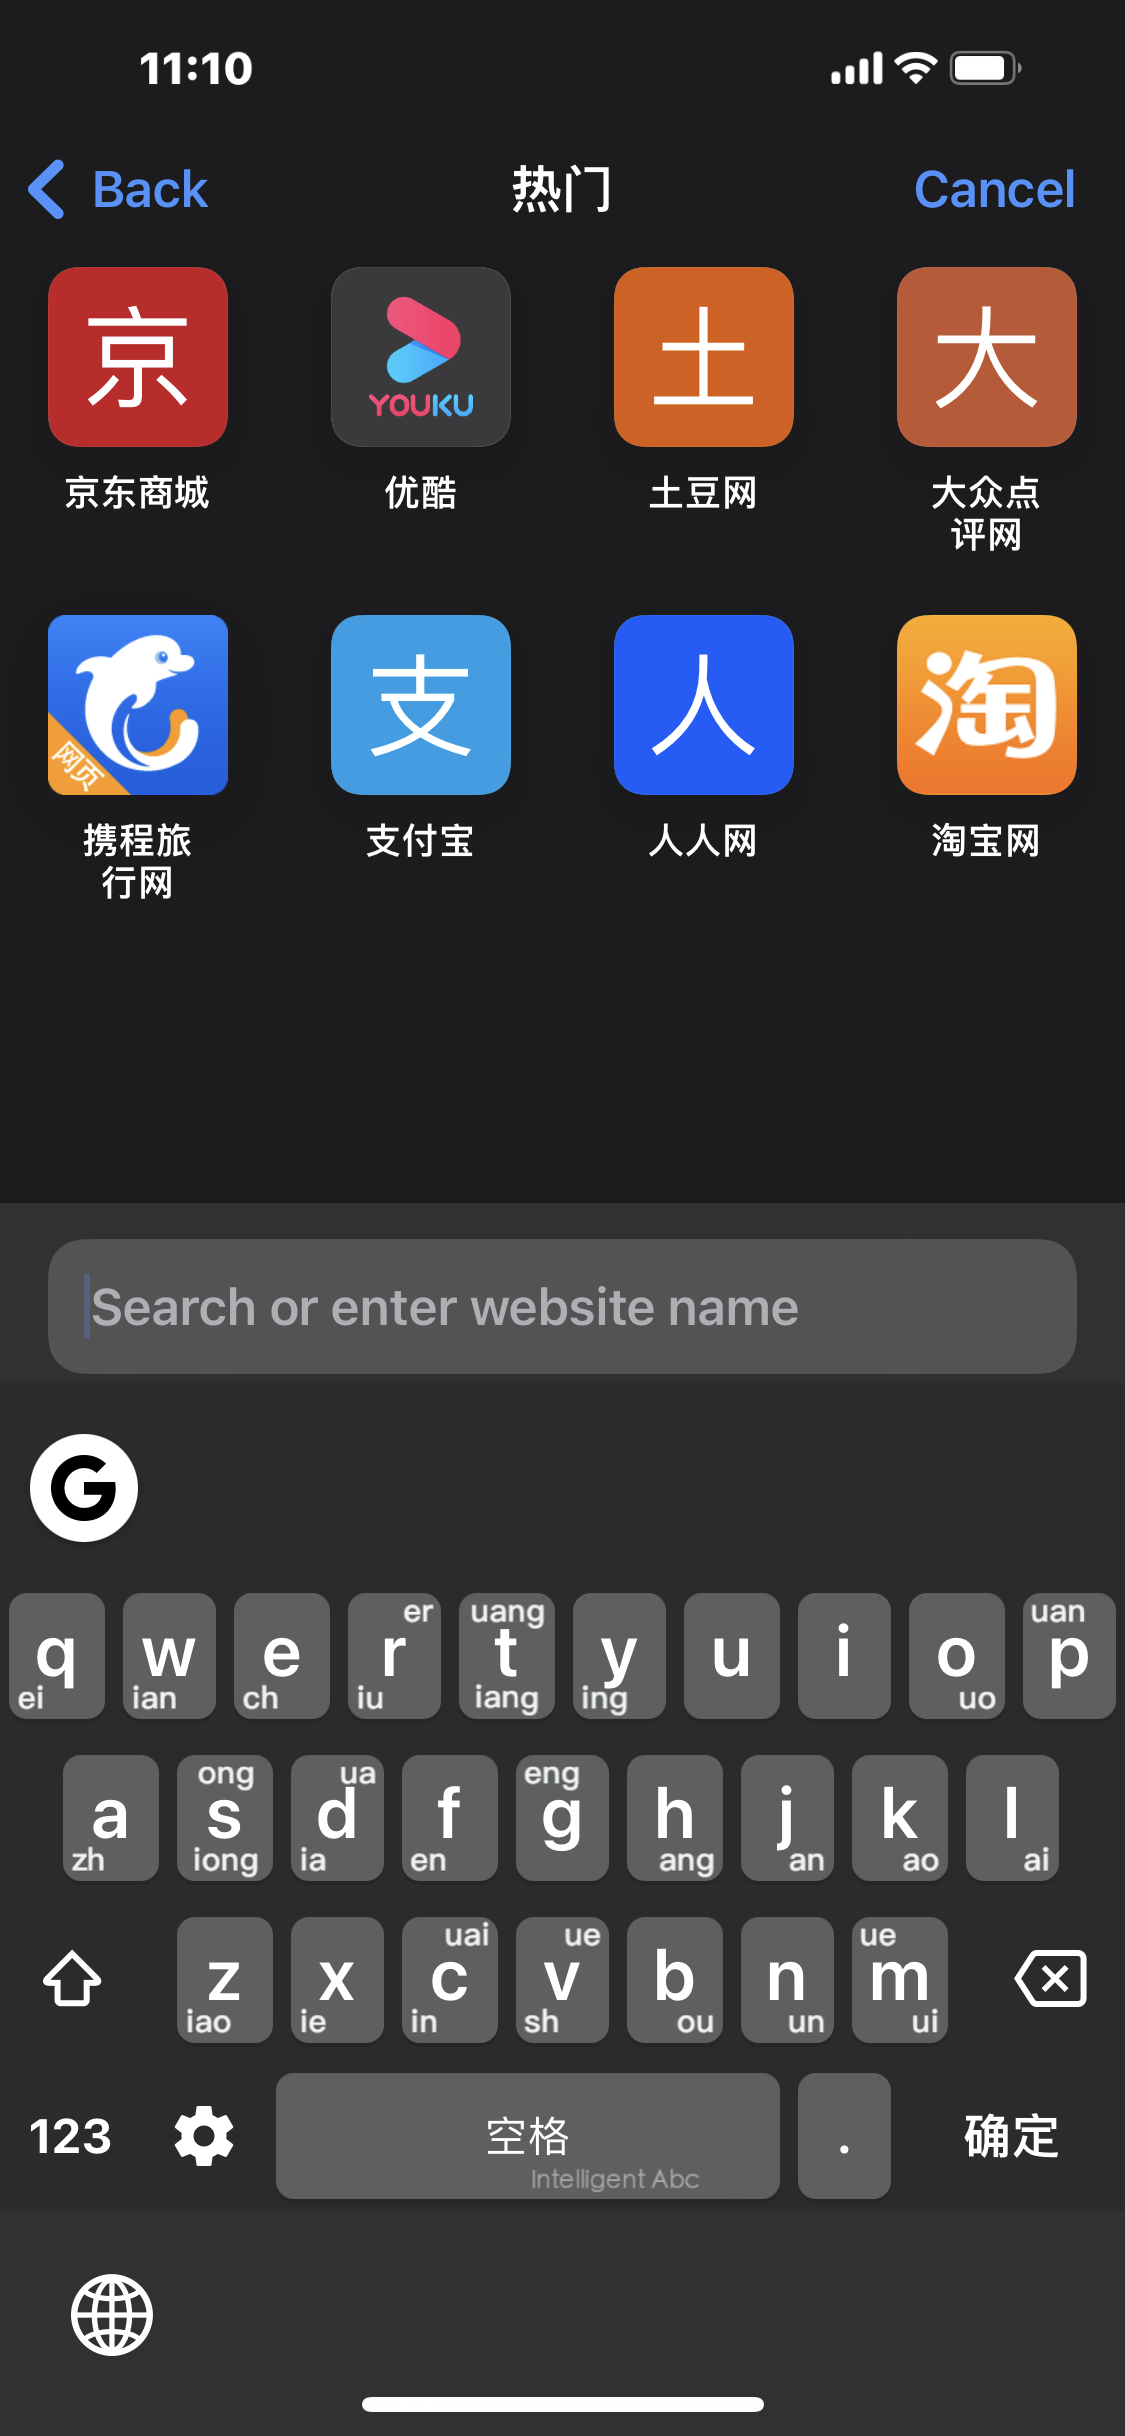 11:10
Back 热门 Cancel
京 YOUKU 土 大
京东商城 优酷 土豆网 大众点
评网
网页 支 人 淘
携程旅 支付宝 人人网 淘宝网
行网
Search or enter website name
G
er uang uan
q w e r t y u i o p
ei ian ch iu iang ing uo
ong ua eng
a s d f g h j k l
zh iong ia en ang an ao ai
uai ue ue
z x c v b n m
iao ie in sh ou un ui
123 空格 . 确定
Intelligent Abc